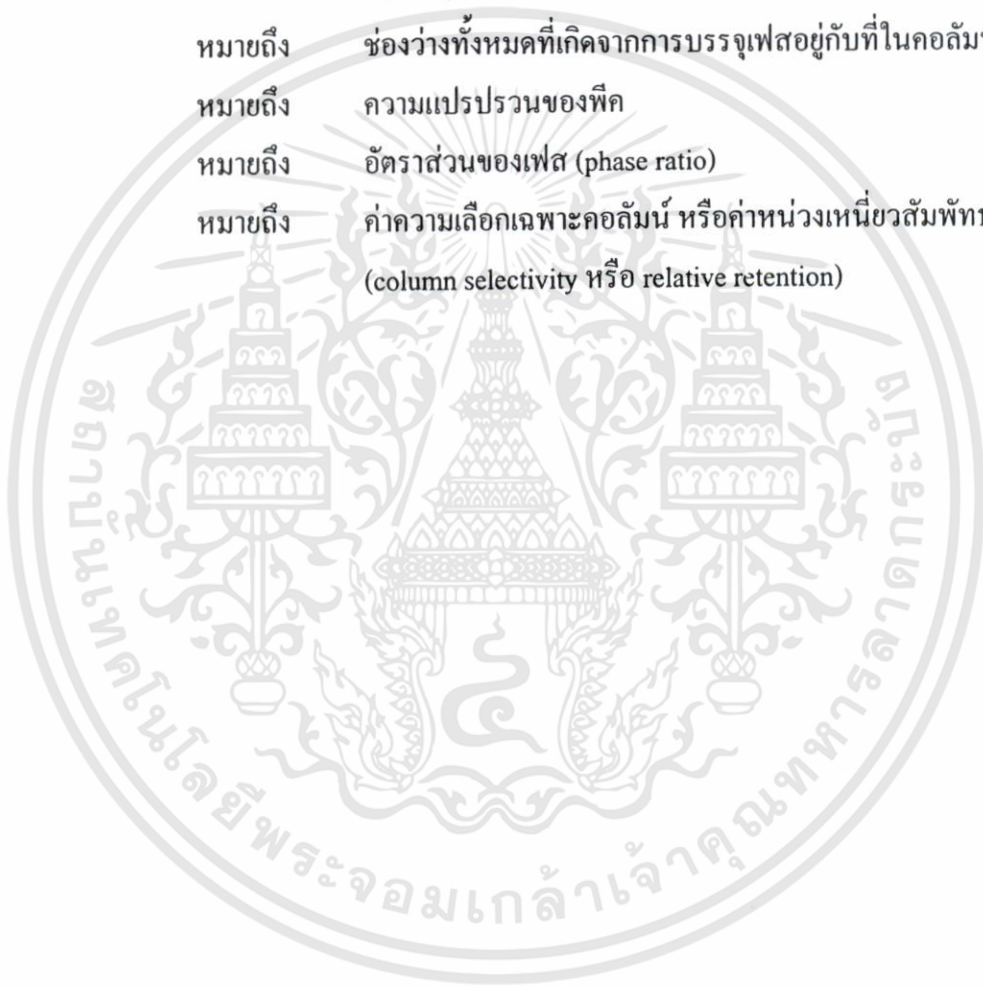 หมายถึง ช่องว่างทั้งหมดที่เกิดจากการบรรจุเฟสอยู่กับที่ในคอลัมน์
หมายถึง ความแปรปรวนของพีค
หมายถึง อัตราส่วนของเฟส (phase ratio)
หมายถึง ค่าความเลือกเฉพาะคอลัมน์ หรือค่าหน่วงเหนี่ยวสัมพัทธ์
(column selectivity หรือ relative retention)
สถาบันเทคโนโลยีพระจอมเกล้าเจ้าคุณทหารลาดกระบัง